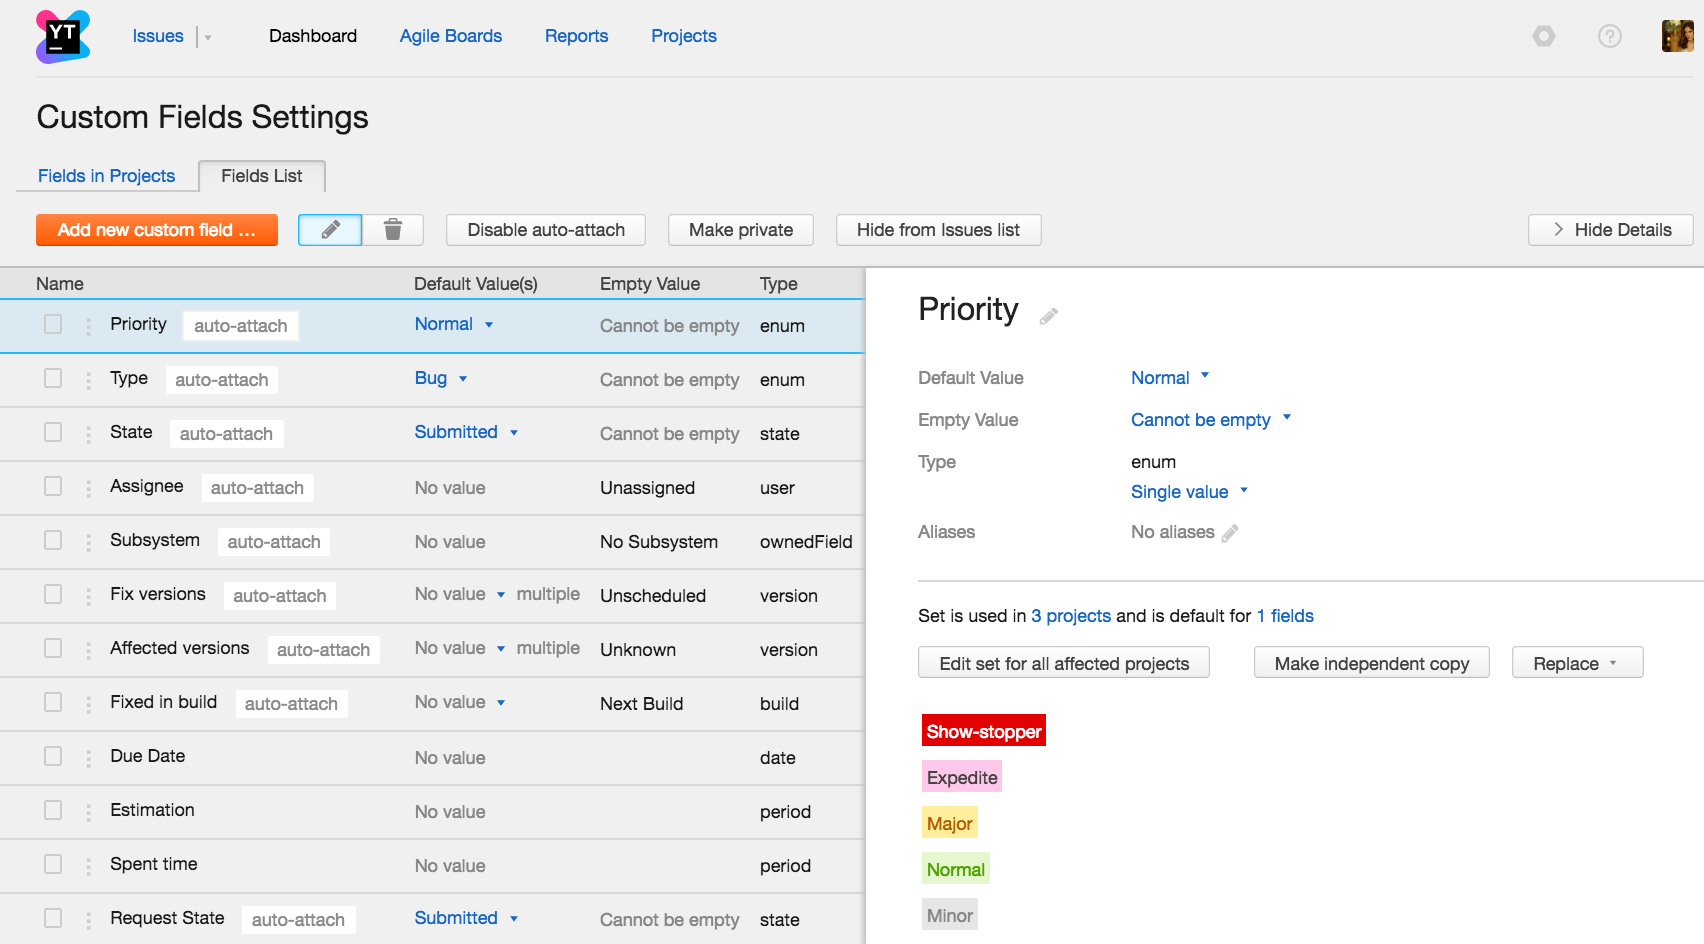 YT
Issues Dashboard Agile Boards Reports Projects
Custom Fields Settings
Fields in Projects Fields List
Add new custom field ... Disable auto-attach Make private Hide from Issues list Hide Details
Name Default Value(s) Empty Value Type
Priority auto-attach Normal Cannot be empty enum
Type auto-attach Bug Cannot be empty enum
State auto-attach Submitted Cannot be empty state
Assignee auto-attach No value Unassigned user
Subsystem auto-attach No value No Subsystem ownedField
Fix versions auto-attach No value multiple Unscheduled version
Affected versions auto-attach No value multiple Unknown version
Fixed in build auto-attach No value Next Build build
Due Date No value date
Estimation No value period
Spent time No value period
Request State auto-attach Submitted Cannot be empty state
Priority
Default Value Normal
Empty Value Cannot be empty
Type enum
Single value
Aliases No aliases
Set is used in 3 projects and is default for 1 fields
Edit set for all affected projects Make independent copy Replace
Show-stopper
Expedite
Major
Normal
Minor